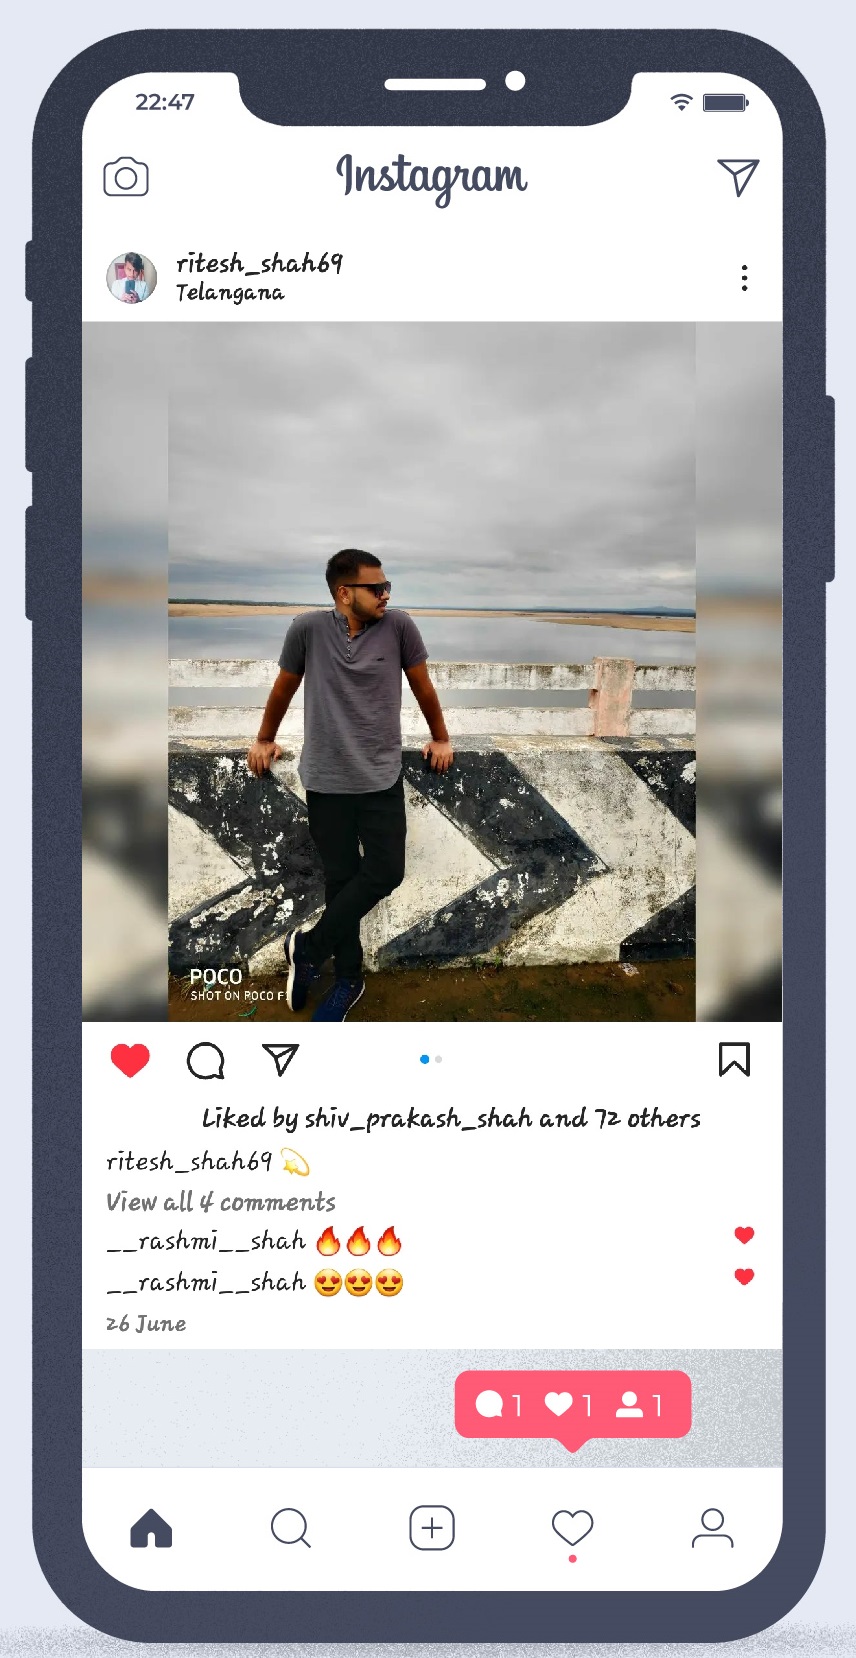 22:47
Instagram
ritesh_shah69
Telangana
POCO
SHOT ON POCO F1
Liked by shiv_prakash_shah and 72 others
ritesh_shah69 💫
View all 4 comments
__rashmi__shah 🔥🔥🔥
__rashmi__shah 😍😍😍
26 June
1 1 1